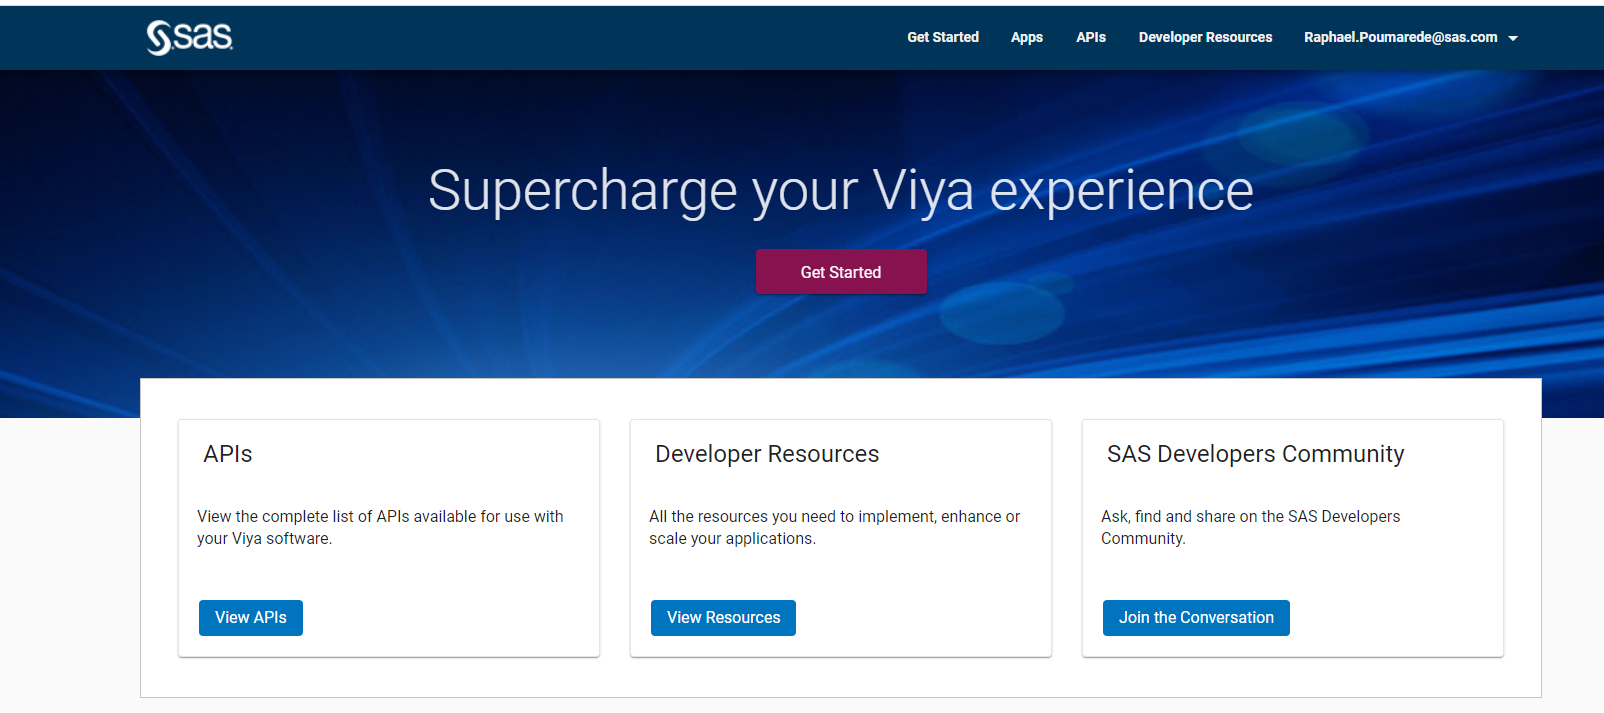 sas
Get Started Apps APIs Developer Resources Raphael.Poumarede@sas.com
Supercharge your Viya experience
Get Started
APIs
View the complete list of APIs available for use with
your Viya software.
View APIs
Developer Resources
All the resources you need to implement, enhance or
scale your applications.
View Resources
SAS Developers Community
Ask, find and share on the SAS Developers
Community.
Join the Conversation